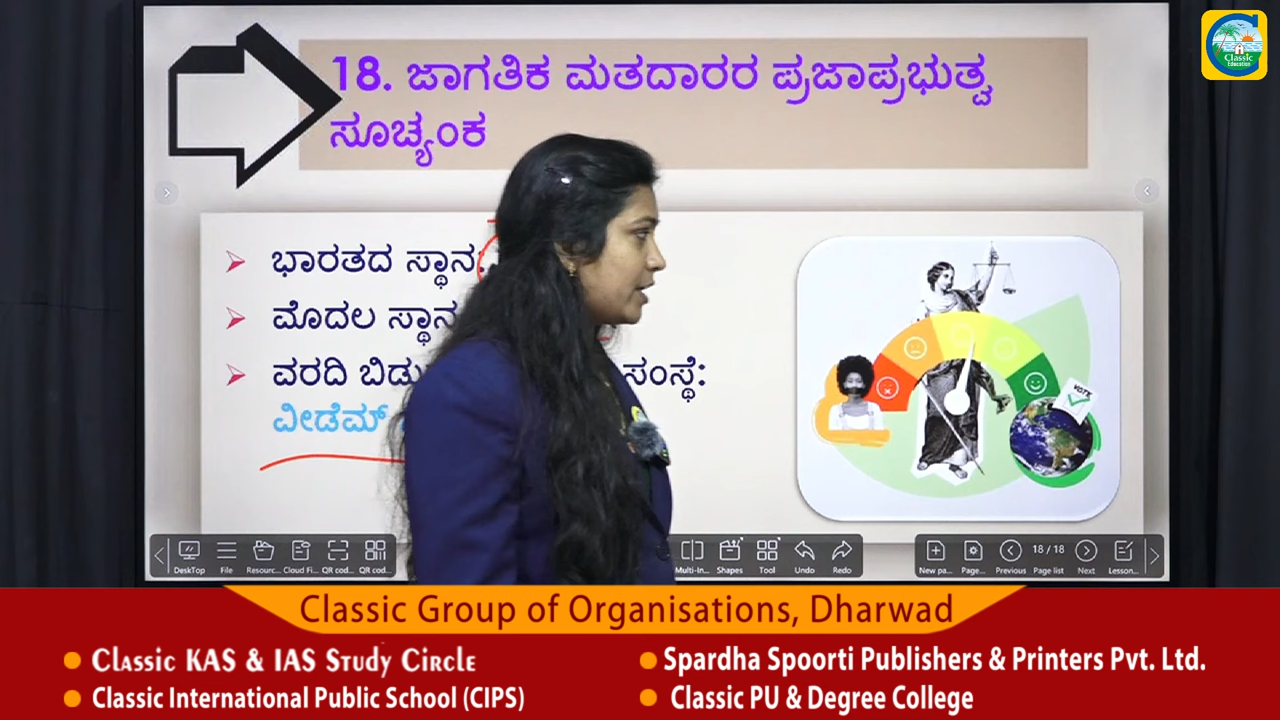 18. ಜಾಗತಿಕ ಮತದಾರರ ಪ್ರಜಾಪ್ರಭುತ್ವ
ಸೂಚ್ಯಂಕ
ಭಾರತದ ಸ್ಥಾನ:
ಮೊದಲ ಸ್ಥಾನ
ವರದಿ ಸಂಸ್ಥೆ:
ವೀಡೆಮ್
VOTE
DeskTop
File
Resourc...
Cloud Fi...
QR cod...
QR cod...
Multi-In...
Shapes
Tool
Undo
Redo
New pa...
Page...
Previous
18 / 18
Page list
Next
Lesson...
Classic
Education
Classic Group of Organisations, Dharwad
Classic KAS & IAS Study Circle
Spardha Spoorti Publishers & Printers Pvt. Ltd.
Classic International Public School (CIPS)
Classic PU & Degree College